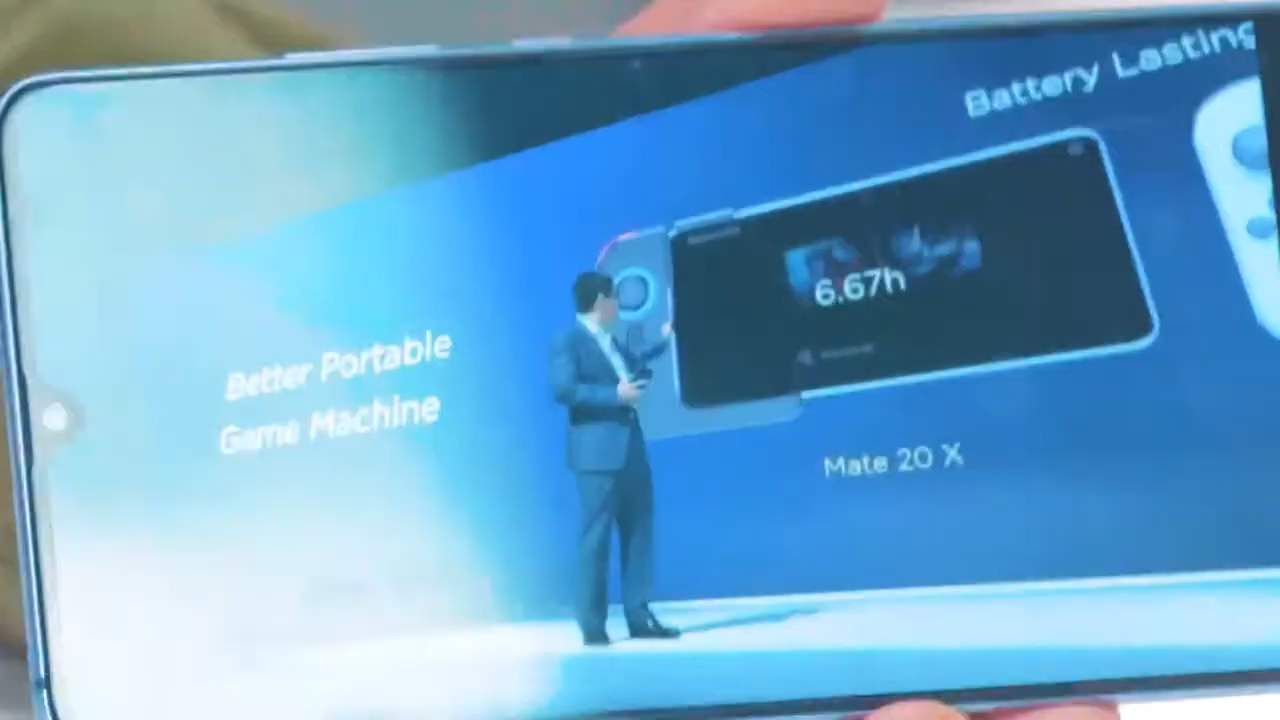 Battery Lasting
6.67h
Better Portable
Game Machine
Mate 20 X